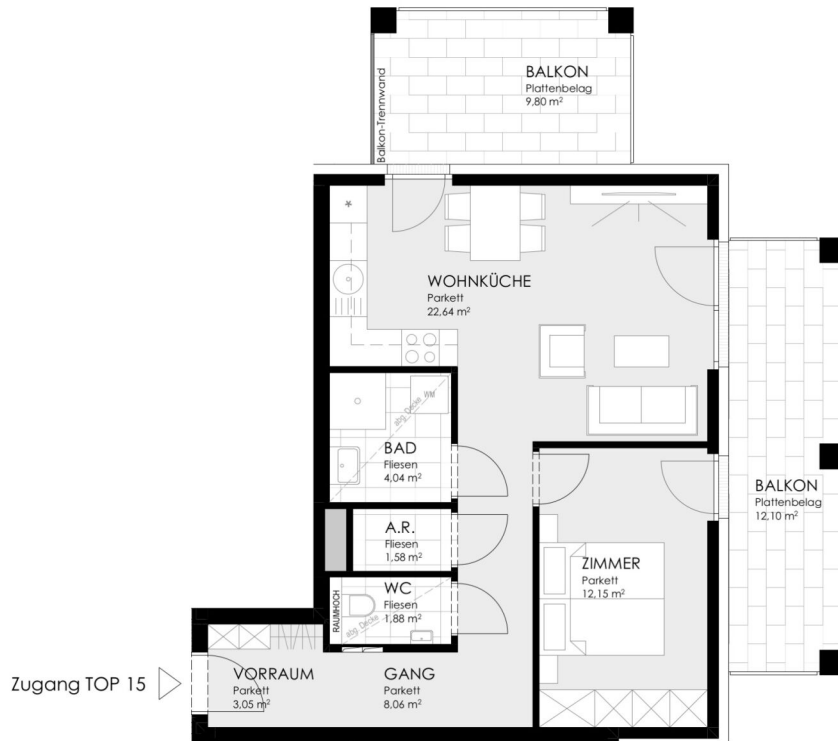 BALKON
Plattenbelag
9,80 m²
Balkon-Trennwand
WOHNKÜCHE
Parkett
22,64 m²
WM
abg. Decke
BAD
Fliesen
4,04 m²
BALKON
Plattenbelag
12,10 m²
A.R.
Fliesen
1,58 m²
ZIMMER
Parkett
12,15 m²
WC
Fliesen
1,88 m²
RAUMHOCH
abg. Decke
Zugang TOP 15
VORRAUM
Parkett
3,05 m²
GANG
Parkett
8,06 m²